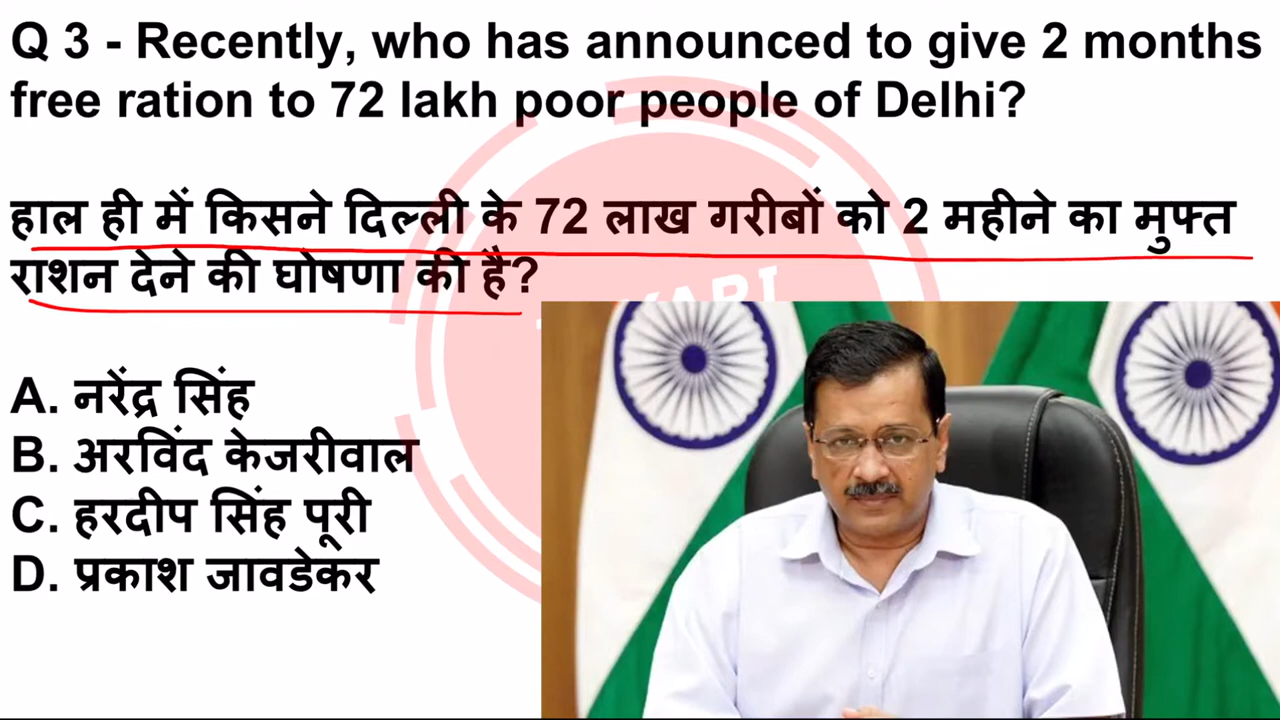 Q 3 - Recently, who has announced to give 2 months
free ration to 72 lakh poor people of Delhi?
हाल ही में किसने दिल्ली के 72 लाख गरीबों को 2 महीने का मुफ्त
राशन देने की घोषणा की है?
A. नरेंद्र सिंह
B. अरविंद केजरीवाल
C. हरदीप सिंह पूरी
D. प्रकाश जावडेकर